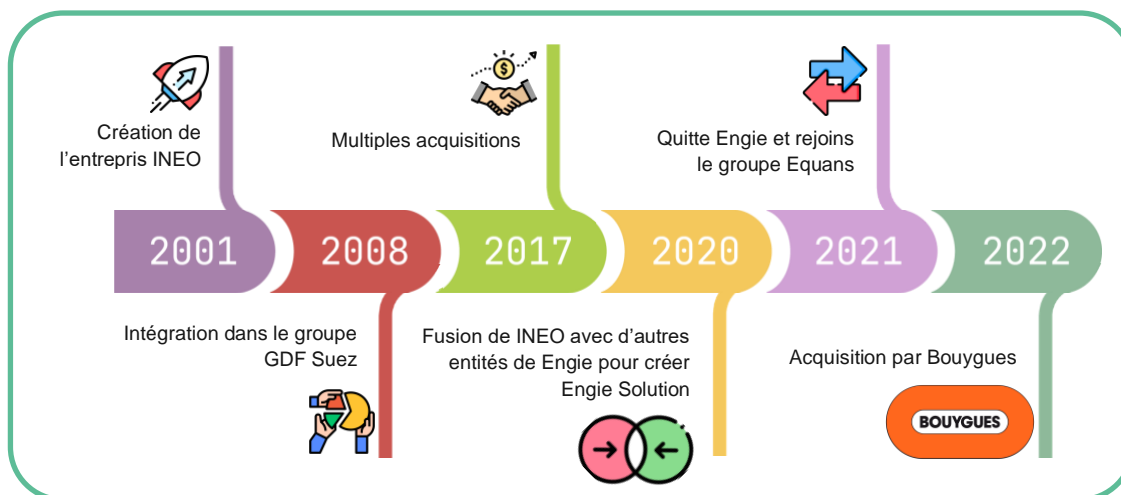 Création de
l’entrepris INEO
Multiples acquisitions
Quitte Engie et rejoins
le groupe Equans
2001
2008
2017
2020
2021
2022
Intégration dans le groupe
GDF Suez
Fusion de INEO avec d’autres
entités de Engie pour créer
Engie Solution
Acquisition par Bouygues
BOUYGUES